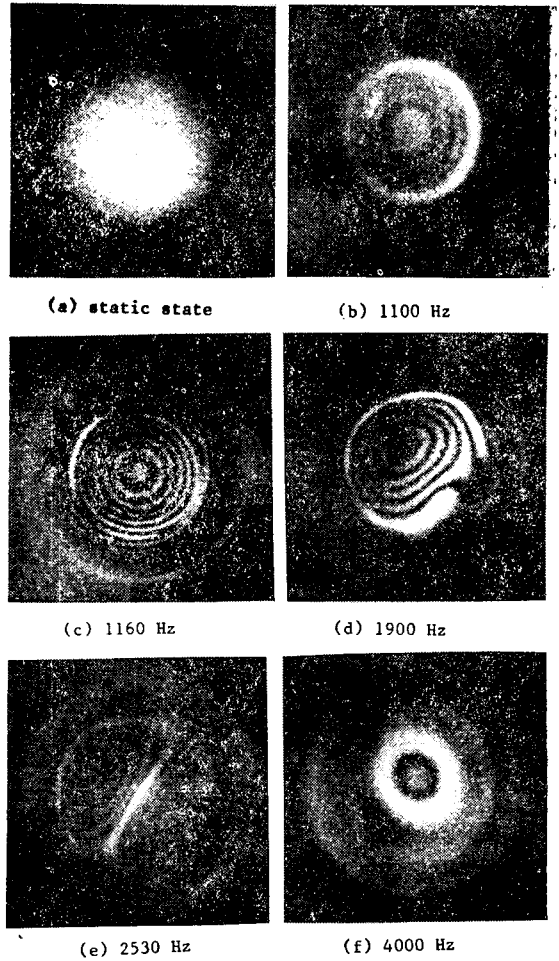 (a) static state
(b) 1100 Hz
(c) 1160 Hz
(d) 1900 Hz
(e) 2530 Hz
(f) 4000 Hz